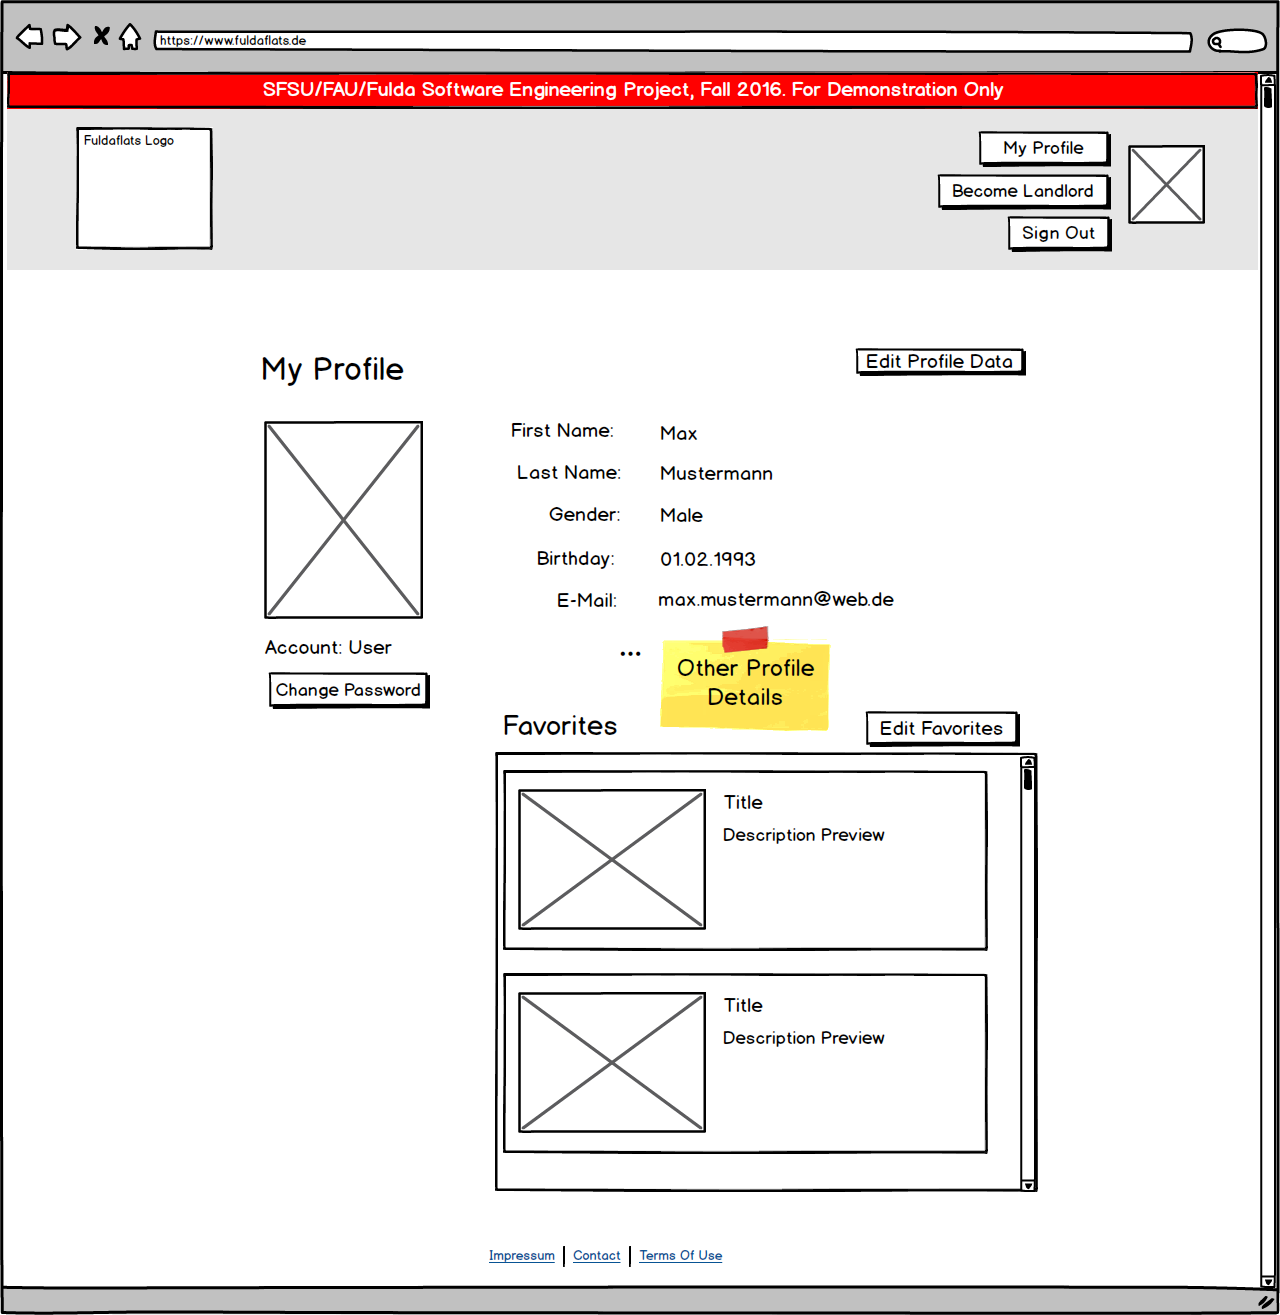 https://www.fuldaflats.de
SFSU/FAU/Fulda Software Engineering Project, Fall 2016. For Demonstration Only
Fuldaflats Logo
My Profile
Become Landlord
Sign Out
My Profile
Edit Profile Data
First Name: Max
Last Name: Mustermann
Gender: Male
Birthday: 01.02.1993
E-Mail: max.mustermann@web.de
Account: User
Change Password
...
Other Profile
Details
Favorites
Edit Favorites
Title
Description Preview
Title
Description Preview
Impressum | Contact | Terms Of Use